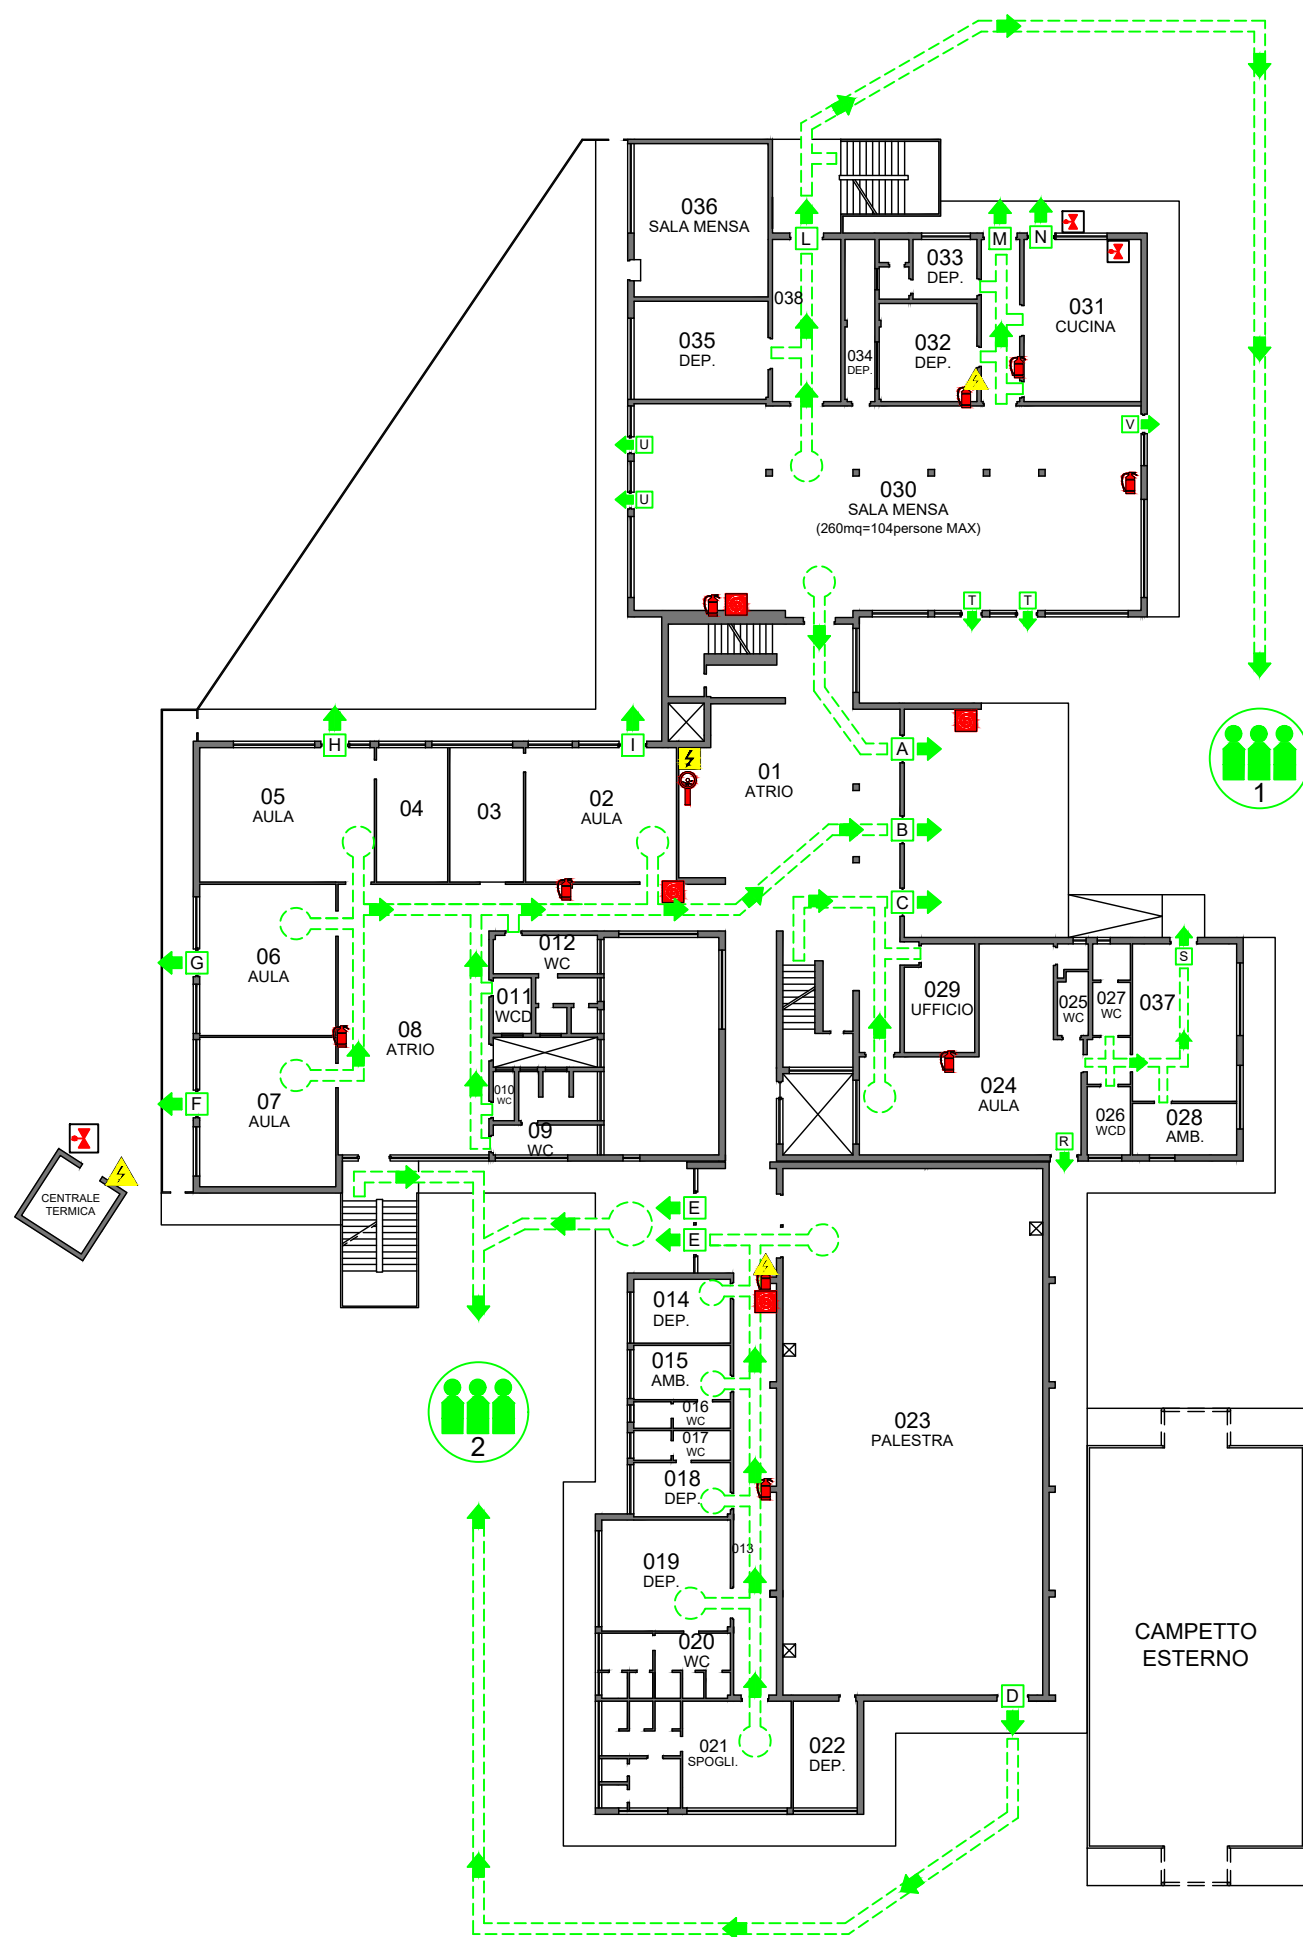 036
SALA MENSA
L
M
N
033
DEP.
038
031
CUCINA
035
DEP.
034
DEP.
032
DEP.
U
V
U
030
SALA MENSA
(260mq=104persone MAX)
T
T
H
I
A
01
ATRIO
1
05
AULA
04
03
02
AULA
B
C
012
WC
06
AULA
G
011
WCD
S
029
UFFICIO
025
WC
027
WC
037
08
ATRIO
010
WC
024
AULA
07
AULA
F
09
WC
026
WCD
028
AMB.
R
CENTRALE
TERMICA
E
E
014
DEP.
015
AMB.
016
WC
017
WC
018
DEP.
2
023
PALESTRA
013
019
DEP.
020
WC
CAMPETTO
ESTERNO
D
021
SPOGLI.
022
DEP.